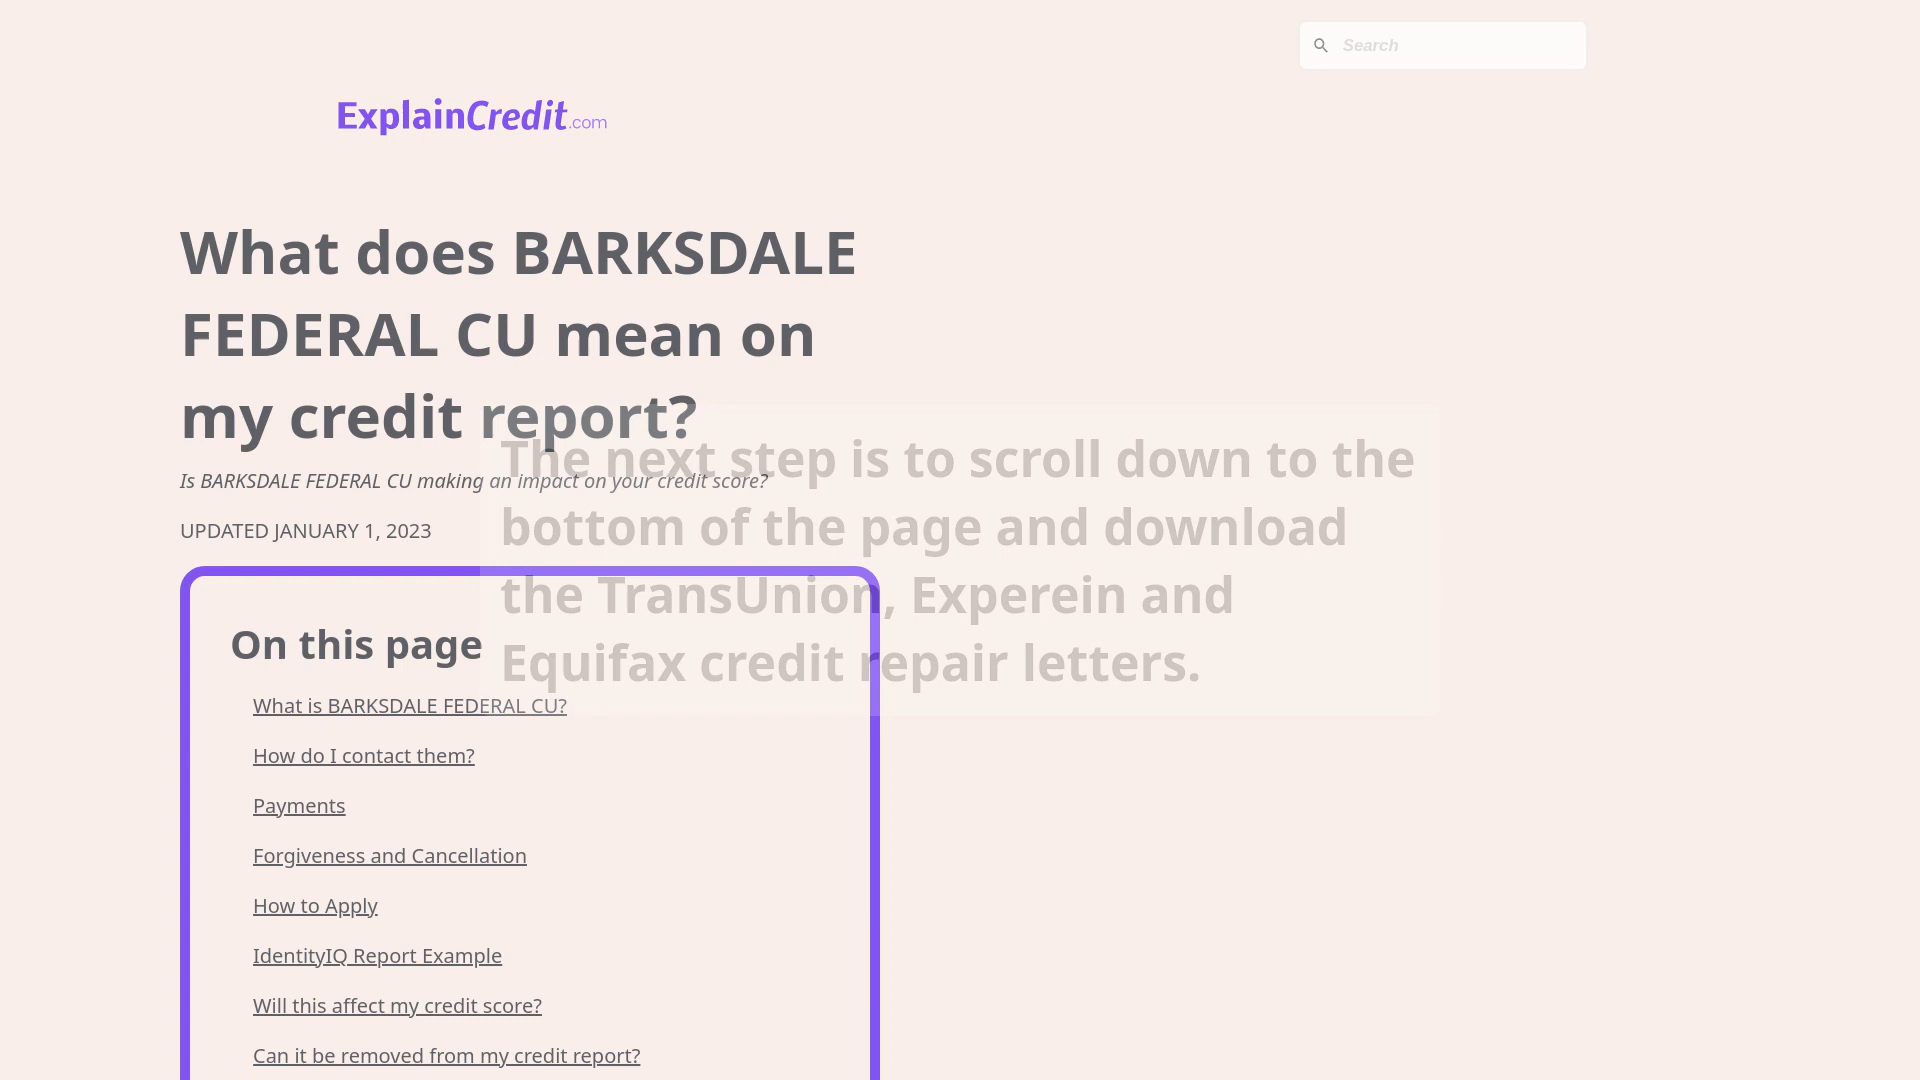 Search
ExplainCredit.com
What does BARKSDALE
FEDERAL CU mean on
my credit report?
Is BARKSDALE FEDERAL CU making an impact on your credit score?
UPDATED JANUARY 1, 2023
The next step is to scroll down to the
bottom of the page and download
the TransUnion, Experein and
Equifax credit repair letters.
On this page
What is BARKSDALE FEDERAL CU?
How do I contact them?
Payments
Forgiveness and Cancellation
How to Apply
IdentityIQ Report Example
Will this affect my credit score?
Can it be removed from my credit report?